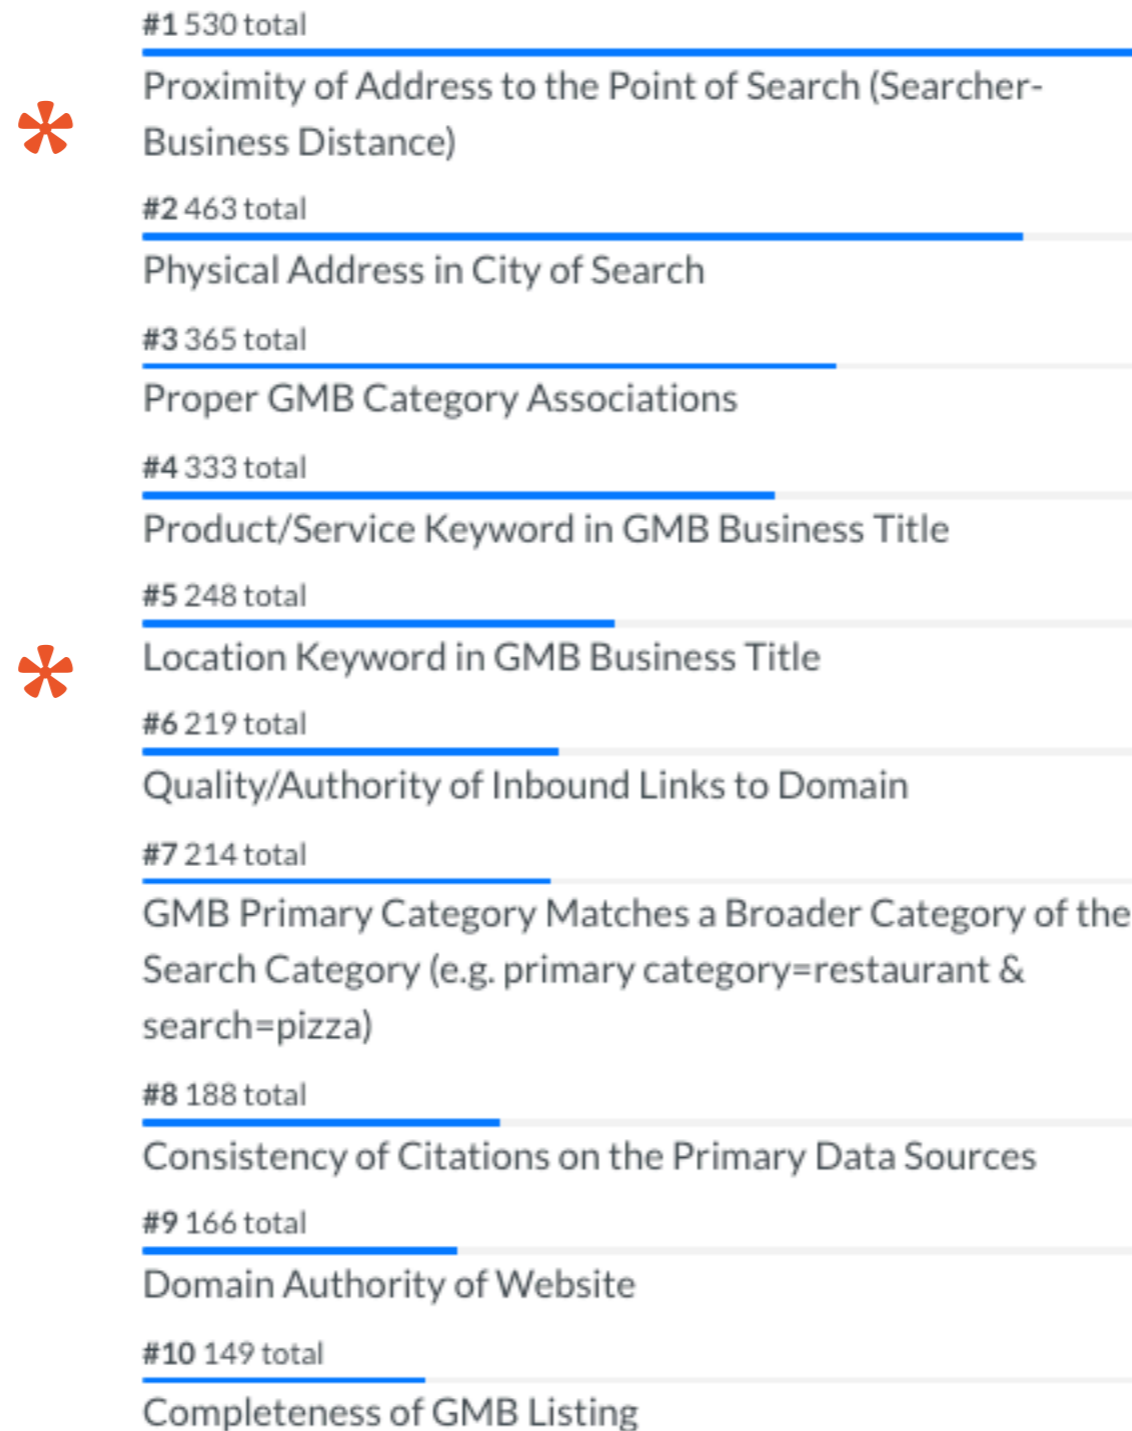 #1 530 total
Proximity of Address to the Point of Search (Searcher-
Business Distance)
#2 463 total
Physical Address in City of Search
#3 365 total
Proper GMB Category Associations
#4 333 total
Product/Service Keyword in GMB Business Title
#5 248 total
Location Keyword in GMB Business Title
#6 219 total
Quality/Authority of Inbound Links to Domain
#7 214 total
GMB Primary Category Matches a Broader Category of the
Search Category (e.g. primary category=restaurant &
search=pizza)
#8 188 total
Consistency of Citations on the Primary Data Sources
#9 166 total
Domain Authority of Website
#10 149 total
Completeness of GMB Listing